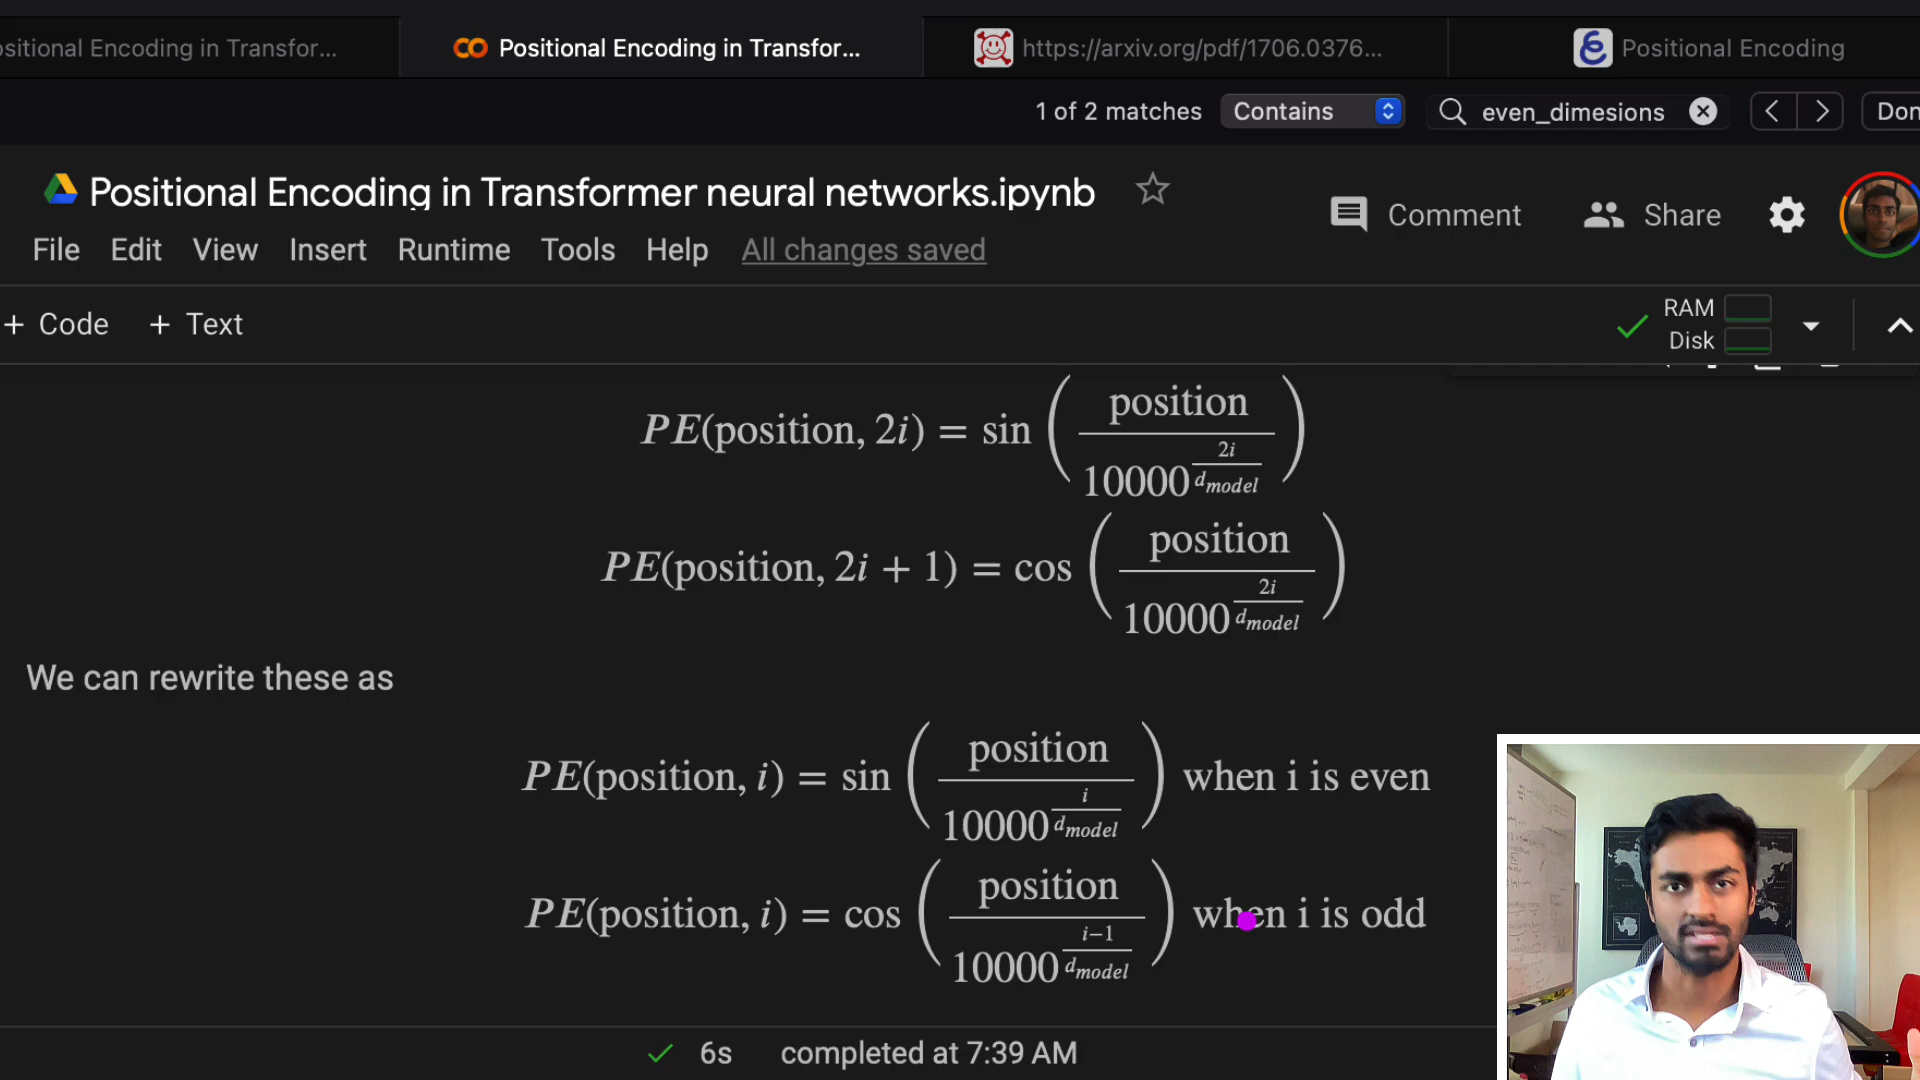 ositional Encoding in Transfor...
Positional Encoding in Transfor...
https://arxiv.org/pdf/1706.0376...
Positional Encoding
1 of 2 matches Contains even_dimesions Don
Positional Encoding in Transformer neural networks.ipynb
Comment Share
File Edit View Insert Runtime Tools Help All changes saved
+ Code + Text
RAM
Disk
PE(position, 2i) = sin ( position / 10000^(2i / d_model) )
PE(position, 2i + 1) = cos ( position / 10000^(2i / d_model) )
We can rewrite these as
PE(position, i) = sin ( position / 10000^(i / d_model) ) when i is even
PE(position, i) = cos ( position / 10000^(i−1 / d_model) ) when i is odd
6s completed at 7:39 AM